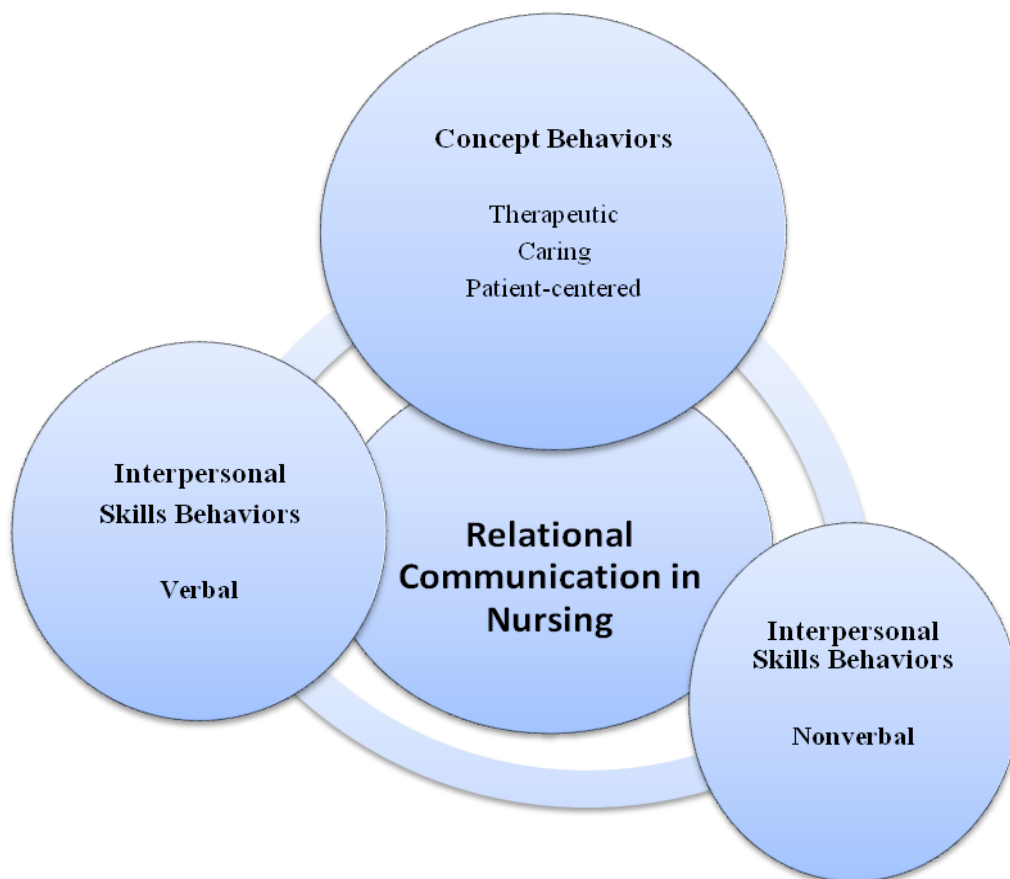 Concept Behaviors
Therapeutic
Caring
Patient-centered
Interpersonal
Skills Behaviors
Verbal
Relational
Communication in
Nursing
Interpersonal
Skills Behaviors
Nonverbal